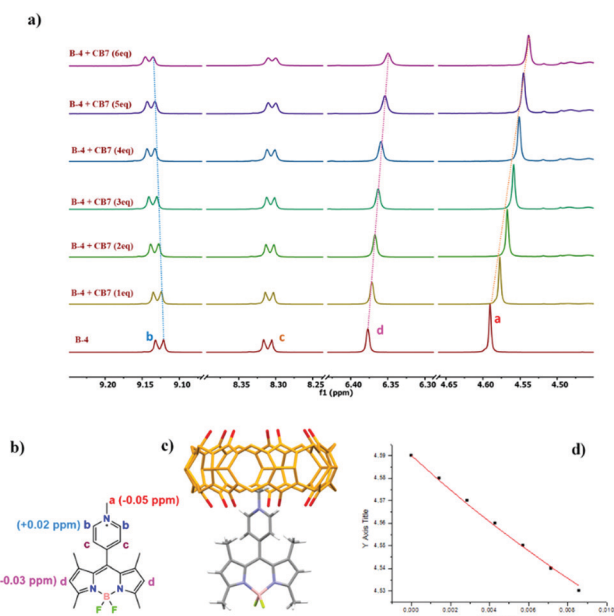 a)
B-4 + CB7 (6eq)
B-4 + CB7 (5eq)
B-4 + CB7 (4eq)
B-4 + CB7 (3eq)
B-4 + CB7 (2eq)
B-4 + CB7 (1eq)
B-4 b c d a
9.20 9.15 9.10 8.35 8.30 8.25 6.40 6.35 6.30 4.65 4.60 4.55 4.50
f1 (ppm)
b) c) d)
a (-0.05 ppm)
(+0.02 ppm)
N
b b
c c
-0.03 ppm)
d d
N B N
F F
4.59
4.58
4.57
4.56
4.55
4.54
4.53
Y Axis Title
0.000 0.002 0.004 0.006 0.008 0.010